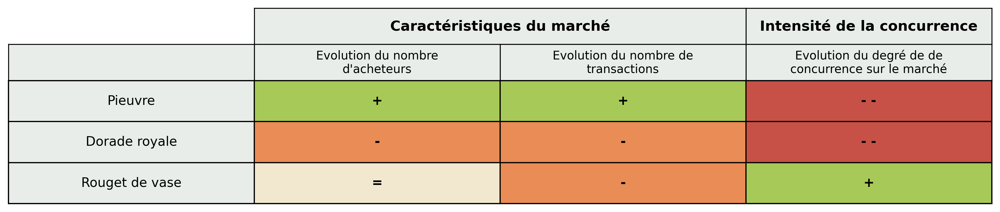 Caractéristiques du marché
Intensité de la concurrence
Evolution du nombre
d'acheteurs
Evolution du nombre de
transactions
Evolution du degré de de
concurrence sur le marché
Pieuvre
+
+
- -
Dorade royale
-
-
- -
Rouget de vase
=
-
+